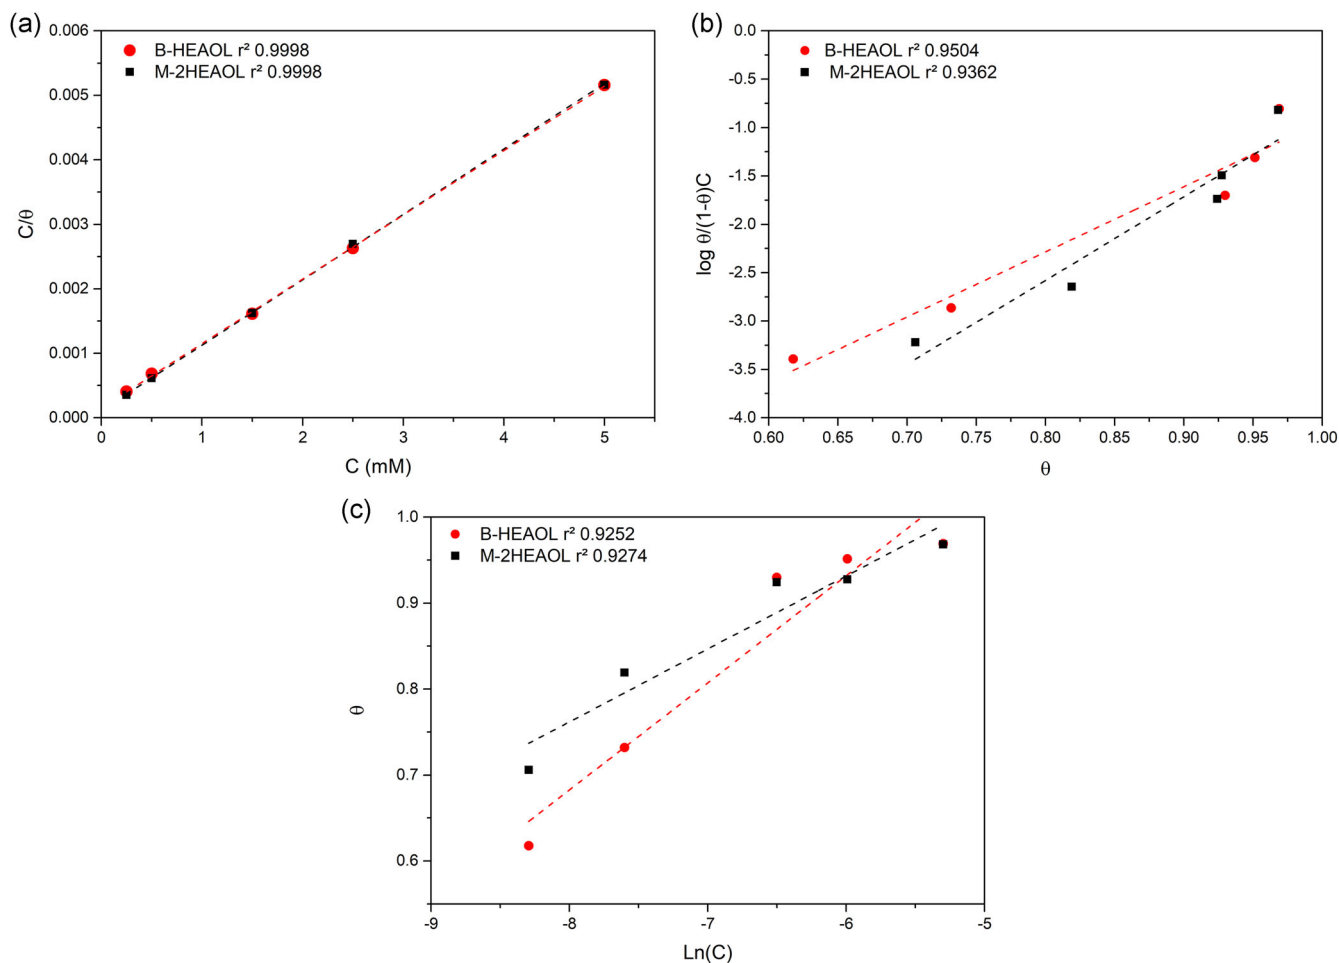 (a)
B-HEAOL r² 0.9998
M-2HEAOL r² 0.9998
0.006
0.005
0.004
0.003
0.002
0.001
0.000
C/θ
0
1
2
3
4
5
C (mM)
(b)
B-HEAOL r² 0.9504
M-2HEAOL r² 0.9362
0.0
-0.5
-1.0
-1.5
-2.0
-2.5
-3.0
-3.5
-4.0
log θ/(1-θ)C
0.60
0.65
0.70
0.75
0.80
0.85
0.90
0.95
1.00
θ
(c)
B-HEAOL r² 0.9252
M-2HEAOL r² 0.9274
1.0
0.9
0.8
0.7
0.6
θ
-9
-8
-7
-6
-5
Ln(C)